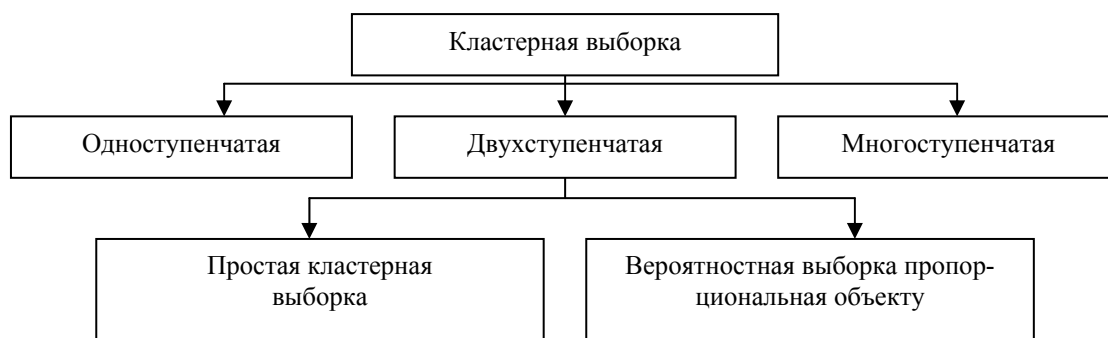 Кластерная выборка
Одноступенчатая
Двухступенчатая
Многоступенчатая
Простая кластерная
выборка
Вероятностная выборка пропор-
циональная объекту